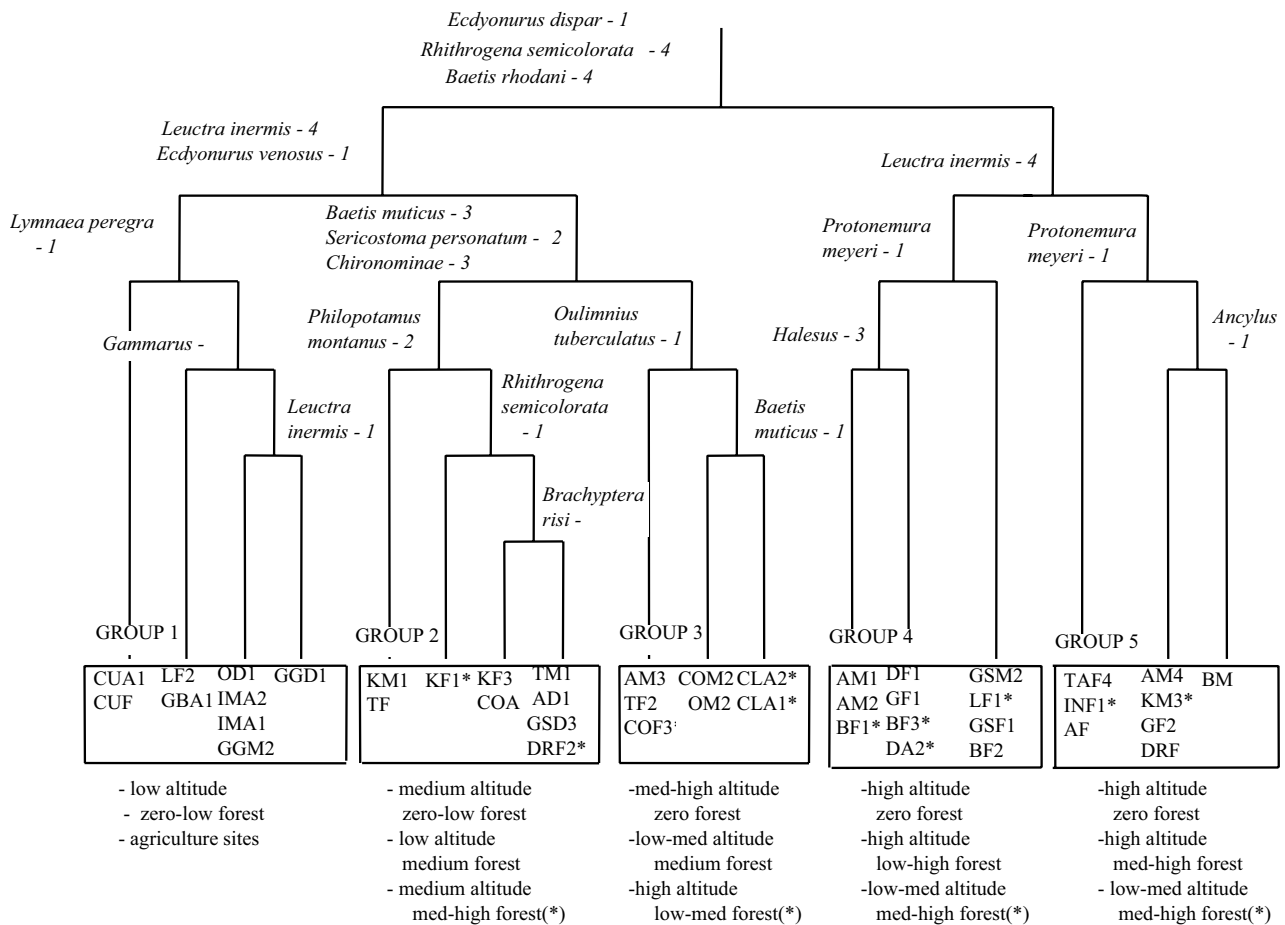 Ecdyonurus dispar - 1
Rhithrogena semicolorata - 4
Baetis rhodani - 4
Leuctra inermis - 4
Ecdyonurus venosus - 1
Leuctra inermis - 4
Lymnaea peregra
- 1
Baetis muticus - 3
Sericostoma personatum - 2
Chironominae - 3
Protonemura
meyeri - 1
Protonemura
meyeri - 1
Gammarus -
Philopotamus
montanus - 2
Oulimnius
tuberculatus - 1
Halesus - 3
Ancylus
- 1
Leuctra
inermis - 1
Rhithrogena
semicolorata
- 1
Baetis
muticus - 1
Brachyptera
risi -
GROUP 1
CUA1 LF2 OD1 GGD1
CUF GBA1 IMA2
IMA1
GGM2
- low altitude
- zero-low forest
- agriculture sites
GROUP 2
KM1 KF1* KF3 TM1
TF COA AD1
GSD3
DRF2*
- medium altitude
zero-low forest
- low altitude
medium forest
- medium altitude
med-high forest(*)
GROUP 3
AM3 COM2 CLA2*
TF2 OM2 CLA1*
COF3
-med-high altitude
zero forest
-low-med altitude
medium forest
-high altitude
low-med forest(*)
GROUP 4
AM1 DF1 GSM2
AM2 GF1 LF1*
BF1* BF3* GSF1
DA2* BF2
-high altitude
zero forest
-high altitude
low-high forest
-low-med altitude
med-high forest(*)
GROUP 5
TAF4 AM4 BM
INF1* KM3*
AF GF2
DRF
-high altitude
zero forest
-high altitude
med-high forest
- low-med altitude
med-high forest(*)